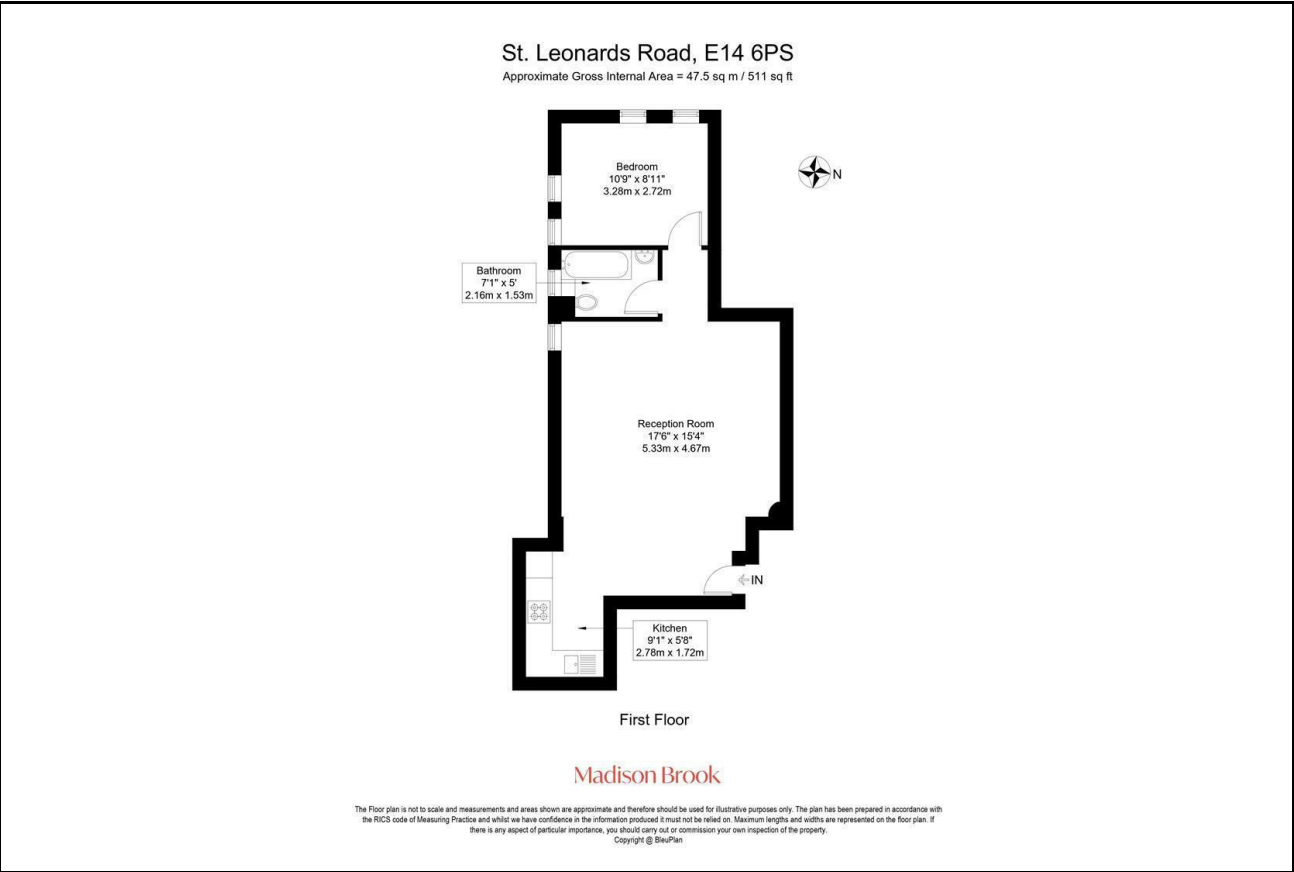 St. Leonards Road, E14 6PS
Approximate Gross Internal Area = 47.5 sq m / 511 sq ft
Bedroom
10'9" x 8'11"
3.28m x 2.72m
N
Bathroom
7'1" x 5'
2.16m x 1.53m
Reception Room
17'6" x 15'4"
5.33m x 4.67m
IN
Kitchen
9'1" x 5'8"
2.78m x 1.72m
First Floor
Madison Brook
The Floor plan is not to scale and measurements and areas shown are approximate and therefore should be used for illustrative purposes only. The plan has been prepared in accordance with
the RICS code of Measuring Practice and whilst we have confidence in the information produced it must not be relied on. Maximum lengths and widths are represented on the floor plan. If
there is any aspect of particular importance, you should carry out or commission your own inspection of the property.
Copyright @ BleuPlan